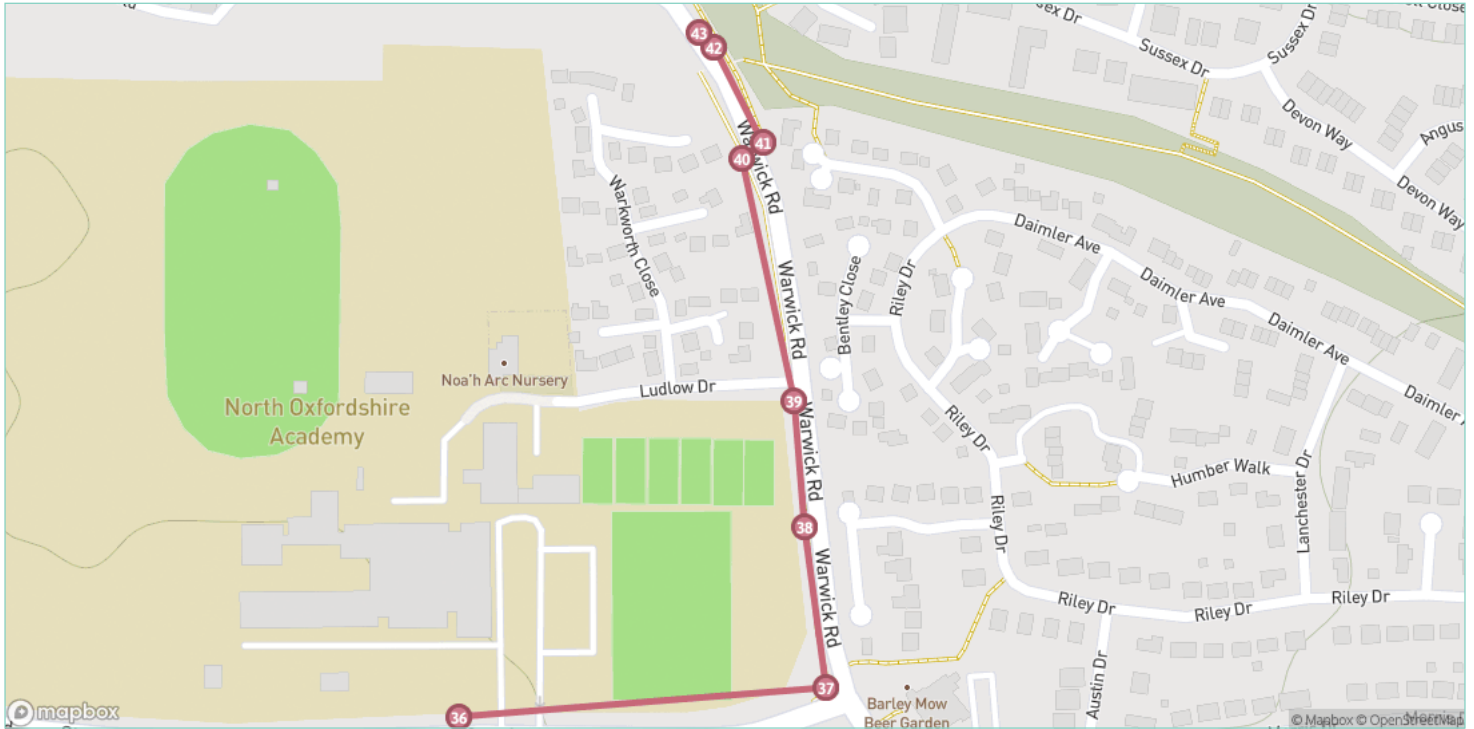 Sussex Dr
Sussex Dr
Sussex Dr
Devon Way
Angus
Devon Way
43
42
41
40
Warwick Rd
Warkworth Close
Daimler Ave
Daimler Ave
Daimler Ave
Daimler
Riley Dr
Bentley Close
Warwick Rd
Noa'h Arc Nursery
Ludlow Dr
39
North Oxfordshire
Academy
Warwick Rd
Riley Dr
Humber Walk
Lanchester Dr
38
Riley Dr
Warwick Rd
Riley Dr
Riley Dr
Riley Dr
37
36
Austin Dr
Barley Mow
Beer Garden
mapbox
© Mapbox © OpenStreetMap